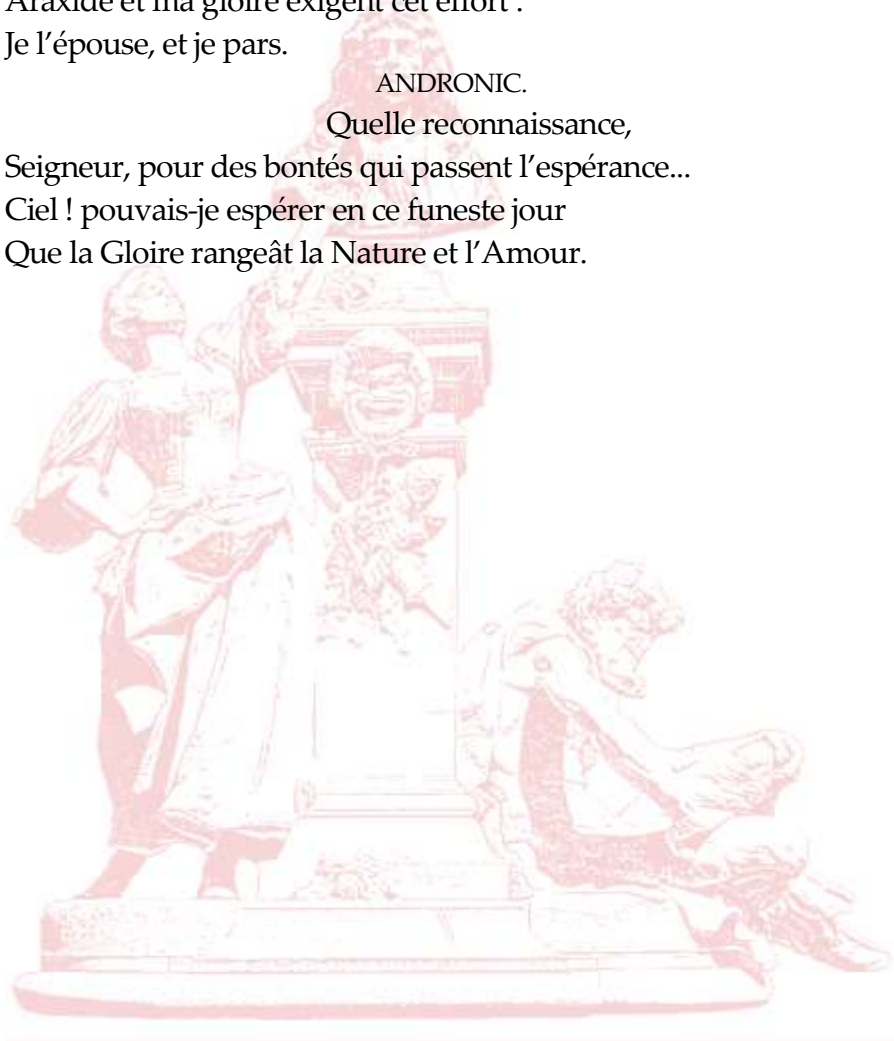 Araxide et ma gloire exigent cet effort :
Je l'épouse, et je pars.
ANDRONIC.
Quelle reconnaissance,
Seigneur, pour des bontés qui passent l'espérance...
Ciel ! pouvais-je espérer en ce funeste jour
Que la Gloire rangeât la Nature et l'Amour.